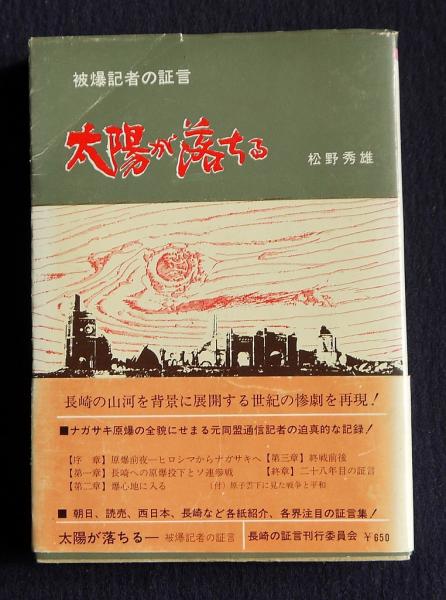 被爆記者の証言
太陽が落ちる
松野秀雄
長崎の山河を背景に展開する世紀の惨劇を再現!
■ナガサキ原爆の全貌にせまる元同盟通信記者の迫真的な記録!
【序 章】原爆前夜―ヒロシマからナガサキへ
【第一章】長崎への原爆投下とソ連参戦
【第二章】爆心地に入る
【第三章】終戦前後
【終章】二十八年目の証言
(付)原子雲下に見た戦争と平和
■朝日、読売、西日本、長崎など各紙紹介、各界注目の証言集!
太陽が落ちる― 被爆記者の証言
長崎の証言刊行委員会 ¥650